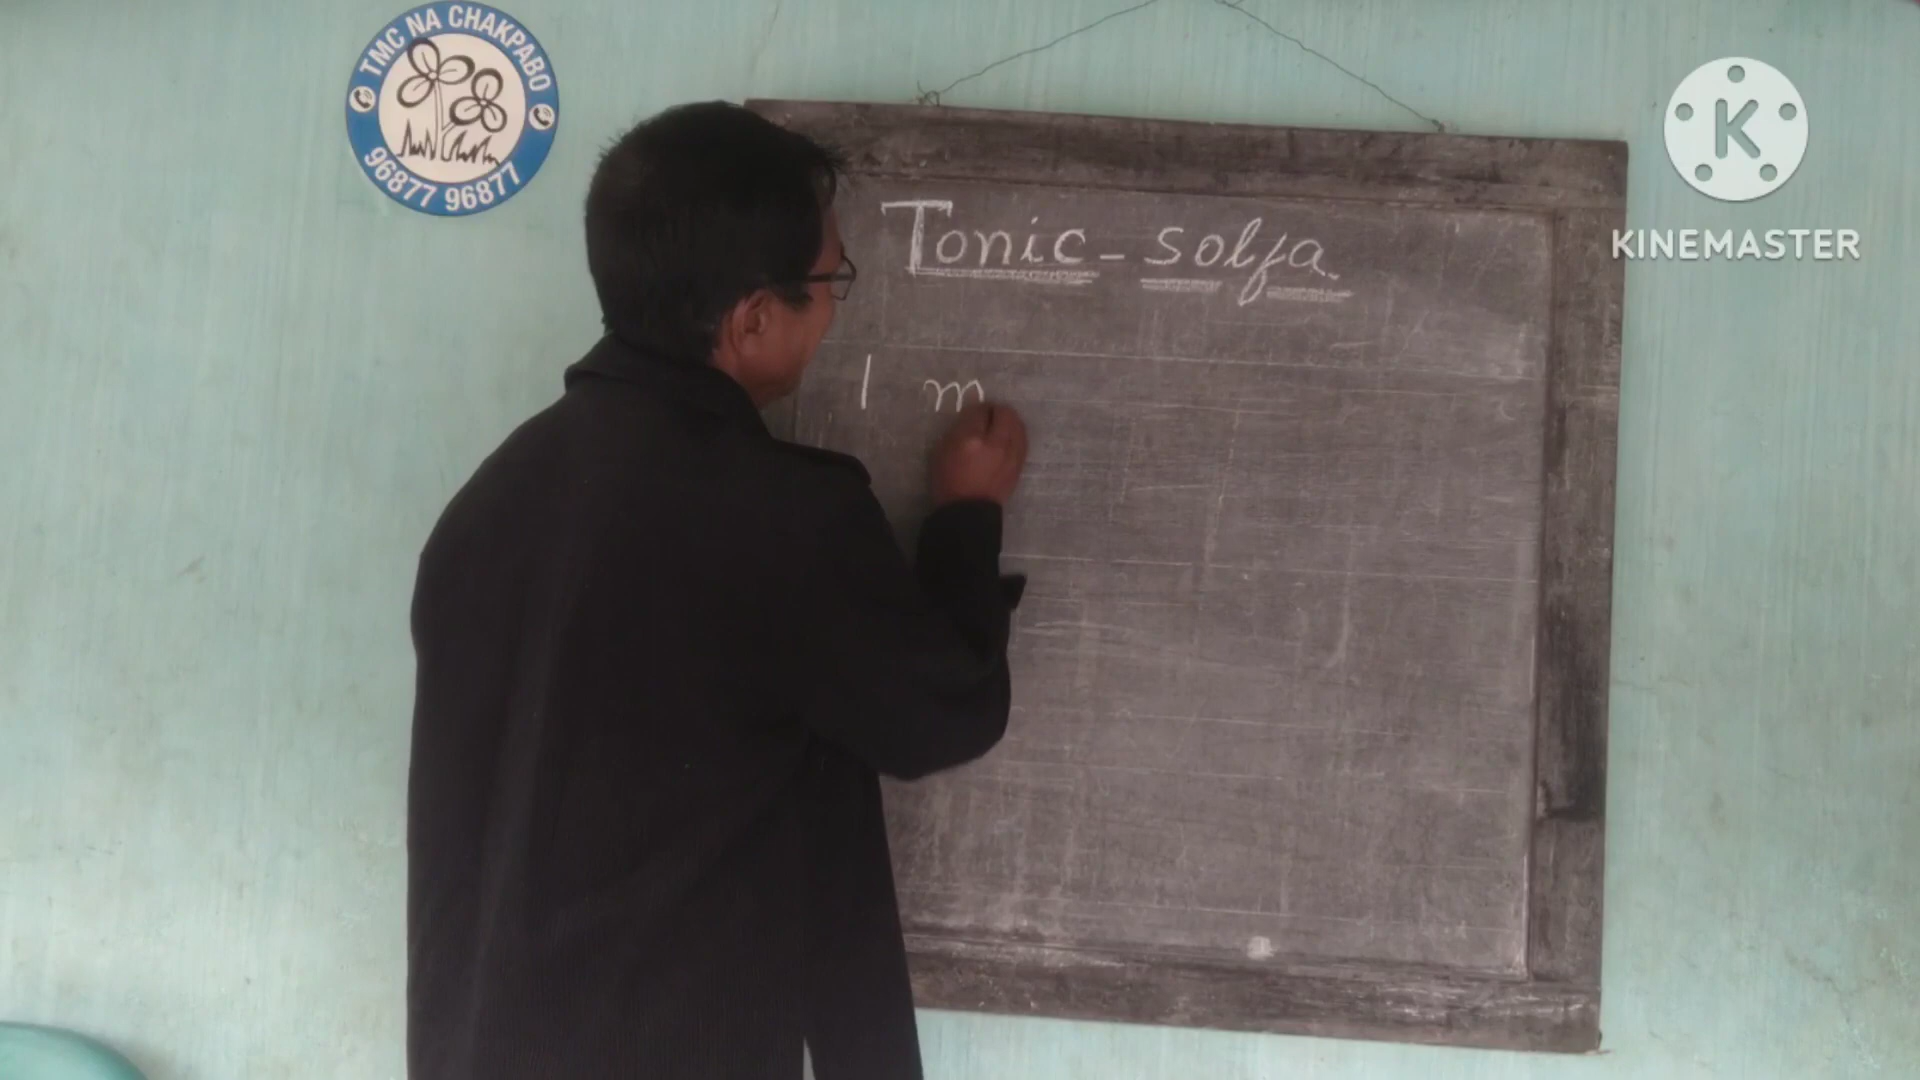 TMC NA CHAKPABO
96877 96877
KINEMASTER
Tonic-solfa
| m